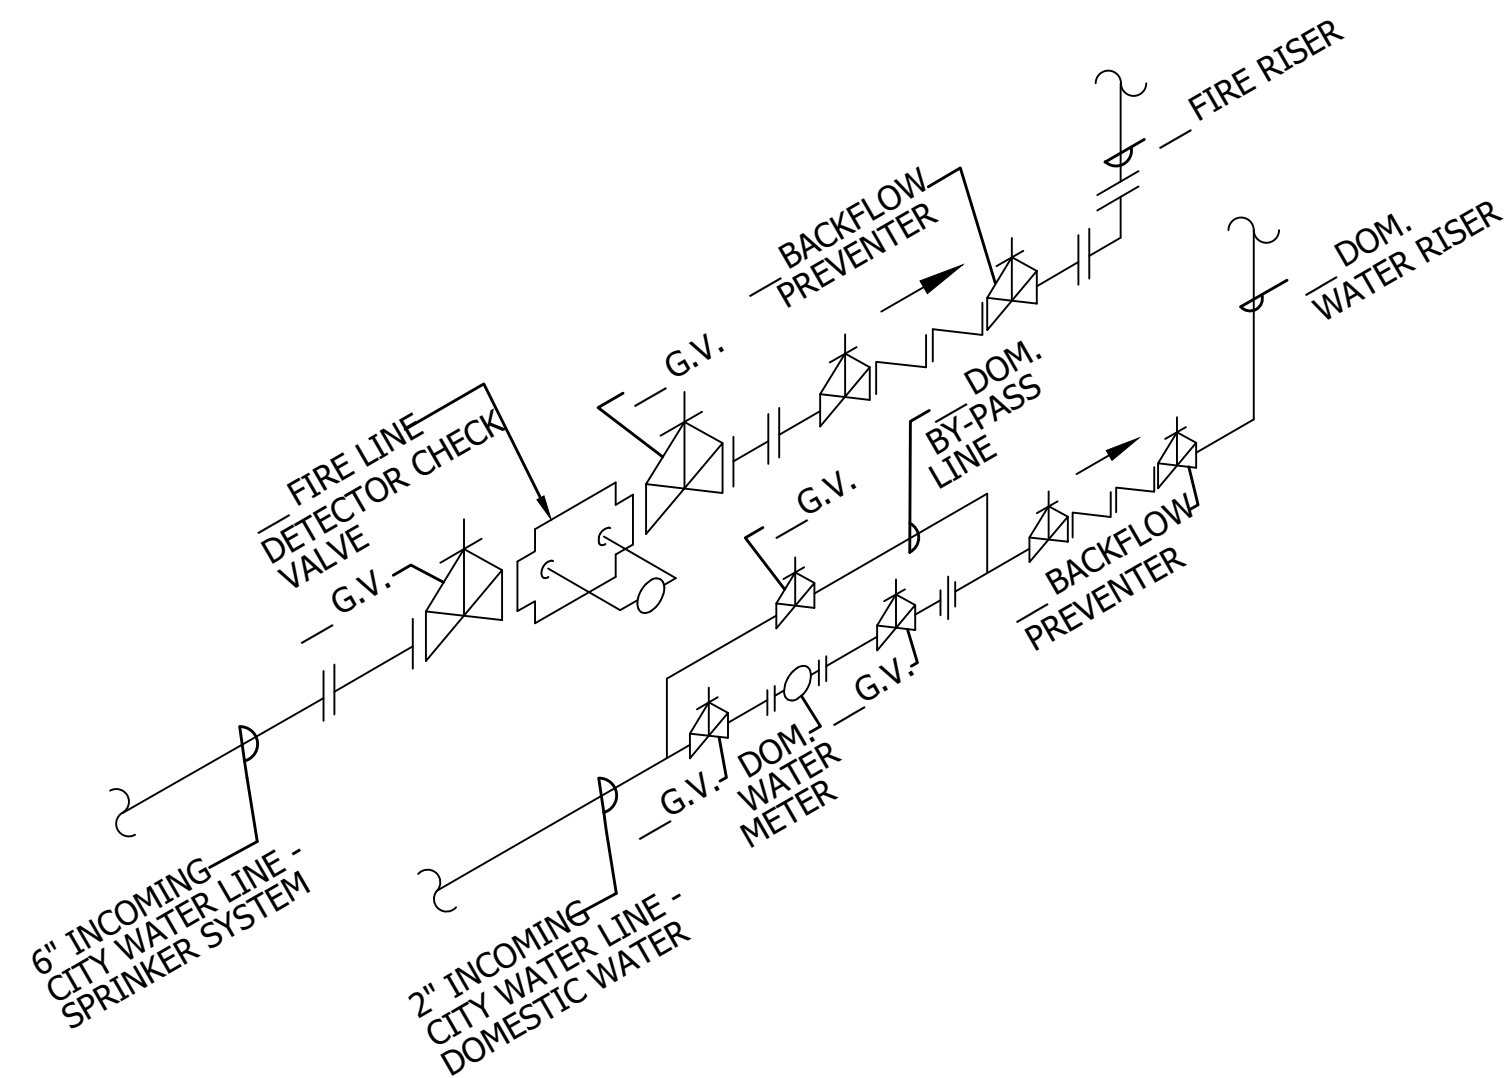 FIRE RISER
BACKFLOW
PREVENTER
DOM.
WATER RISER
G.V.
DOM.
BY-PASS
LINE
FIRE LINE
DETECTOR CHECK
VALVE
G.V.
G.V.
BACKFLOW
PREVENTER
G.V.
DOM.
WATER
METER
G.V.
6" INCOMING
CITY WATER LINE -
SPRINKER SYSTEM
2" INCOMING
CITY WATER LINE -
DOMESTIC WATER